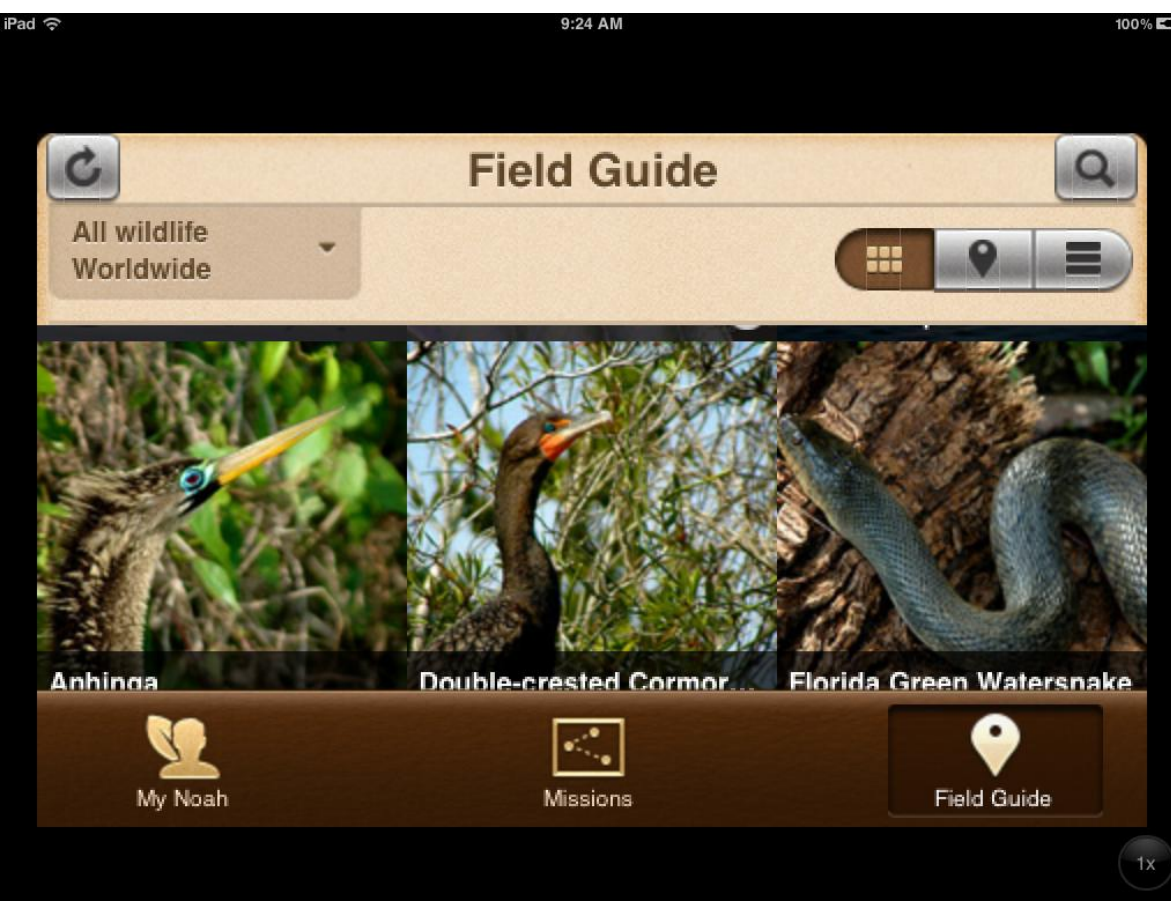 iPad 9:24 AM 100%
Field Guide
All wildlife
Worldwide
Anhinga Double-crested Cormor... Florida Green Watersnake
My Noah Missions Field Guide
1x